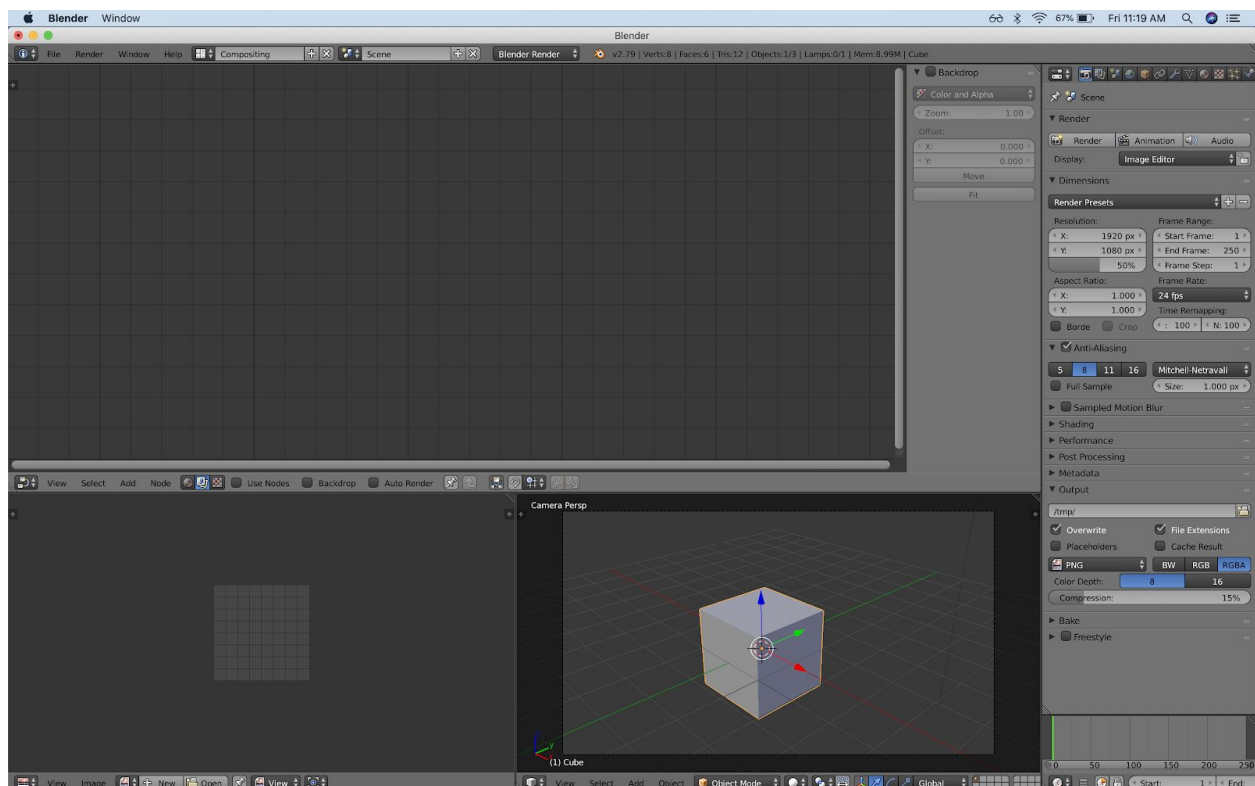 Blender Window 67% Fri 11:19 AM
Blender
File Render Window Help Compositing Scene Blender Render v2.79 | Verts:8 | Faces:6 | Tris:12 | Objects:1/3 | Lamps:0/1 | Mem:8.99M | Cube
Backdrop
Color and Alpha
Zoom: 1.00
Offset:
X: 0.000
Y: 0.000
Move
Fit
Scene
Render
Render Animation Audio
Display: Image Editor
Dimensions
Render Presets
Resolution: Frame Range:
X: 1920 px Start Frame: 1
Y: 1080 px End Frame: 250
50% Frame Step: 1
Aspect Ratio: Frame Rate:
X: 1.000 24 fps
Y: 1.000 Time Remapping:
Borde Crop : 100 N: 100
Anti-Aliasing
5 8 11 16 Mitchell-Netravali
Full Sample Size: 1.000 px
Sampled Motion Blur
Shading
Performance
Post Processing
Metadata
Output
/tmp/
Overwrite File Extensions
Placeholders Cache Result
PNG BW RGB RGBA
Color Depth: 8 16
Compression: 15%
Bake
Freestyle
View Select Add Node Use Nodes Backdrop Auto Render
Camera Persp
y
(1) Cube
0 50 100 150 200 250
View Image New Open View
View Select Add Object Object Mode Global
Start: 1 End: